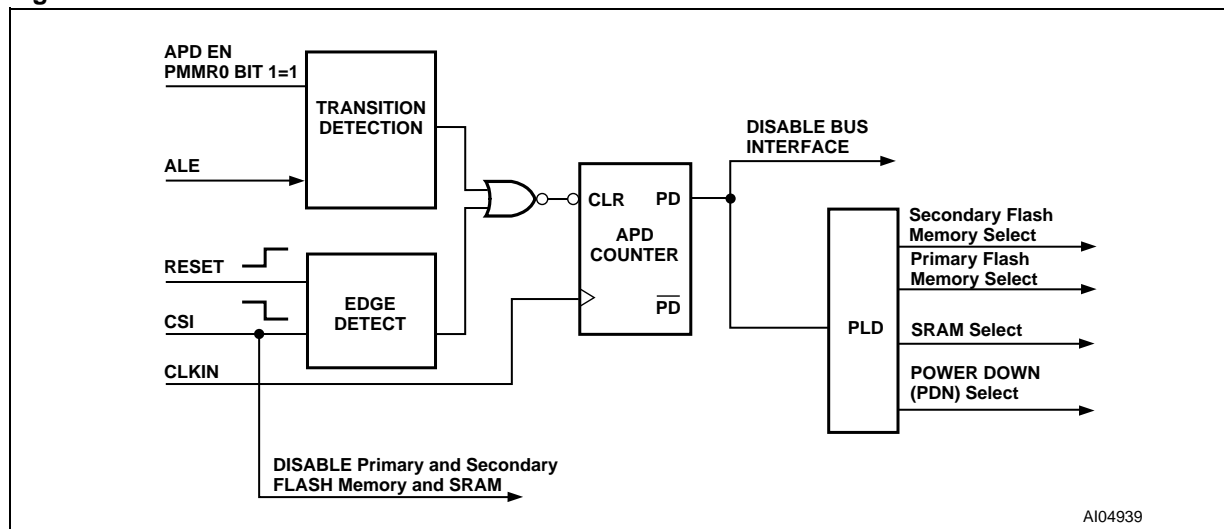 APD EN
PMMR0 BIT 1=1
TRANSITION
DETECTION
ALE
RESET
CSI
EDGE
DETECT
CLKIN
CLR
PD
APD
COUNTER
PD
DISABLE BUS
INTERFACE
PLD
Secondary Flash
Memory Select
Primary Flash
Memory Select
SRAM Select
POWER DOWN
(PDN) Select
DISABLE Primary and Secondary
FLASH Memory and SRAM
AI04939